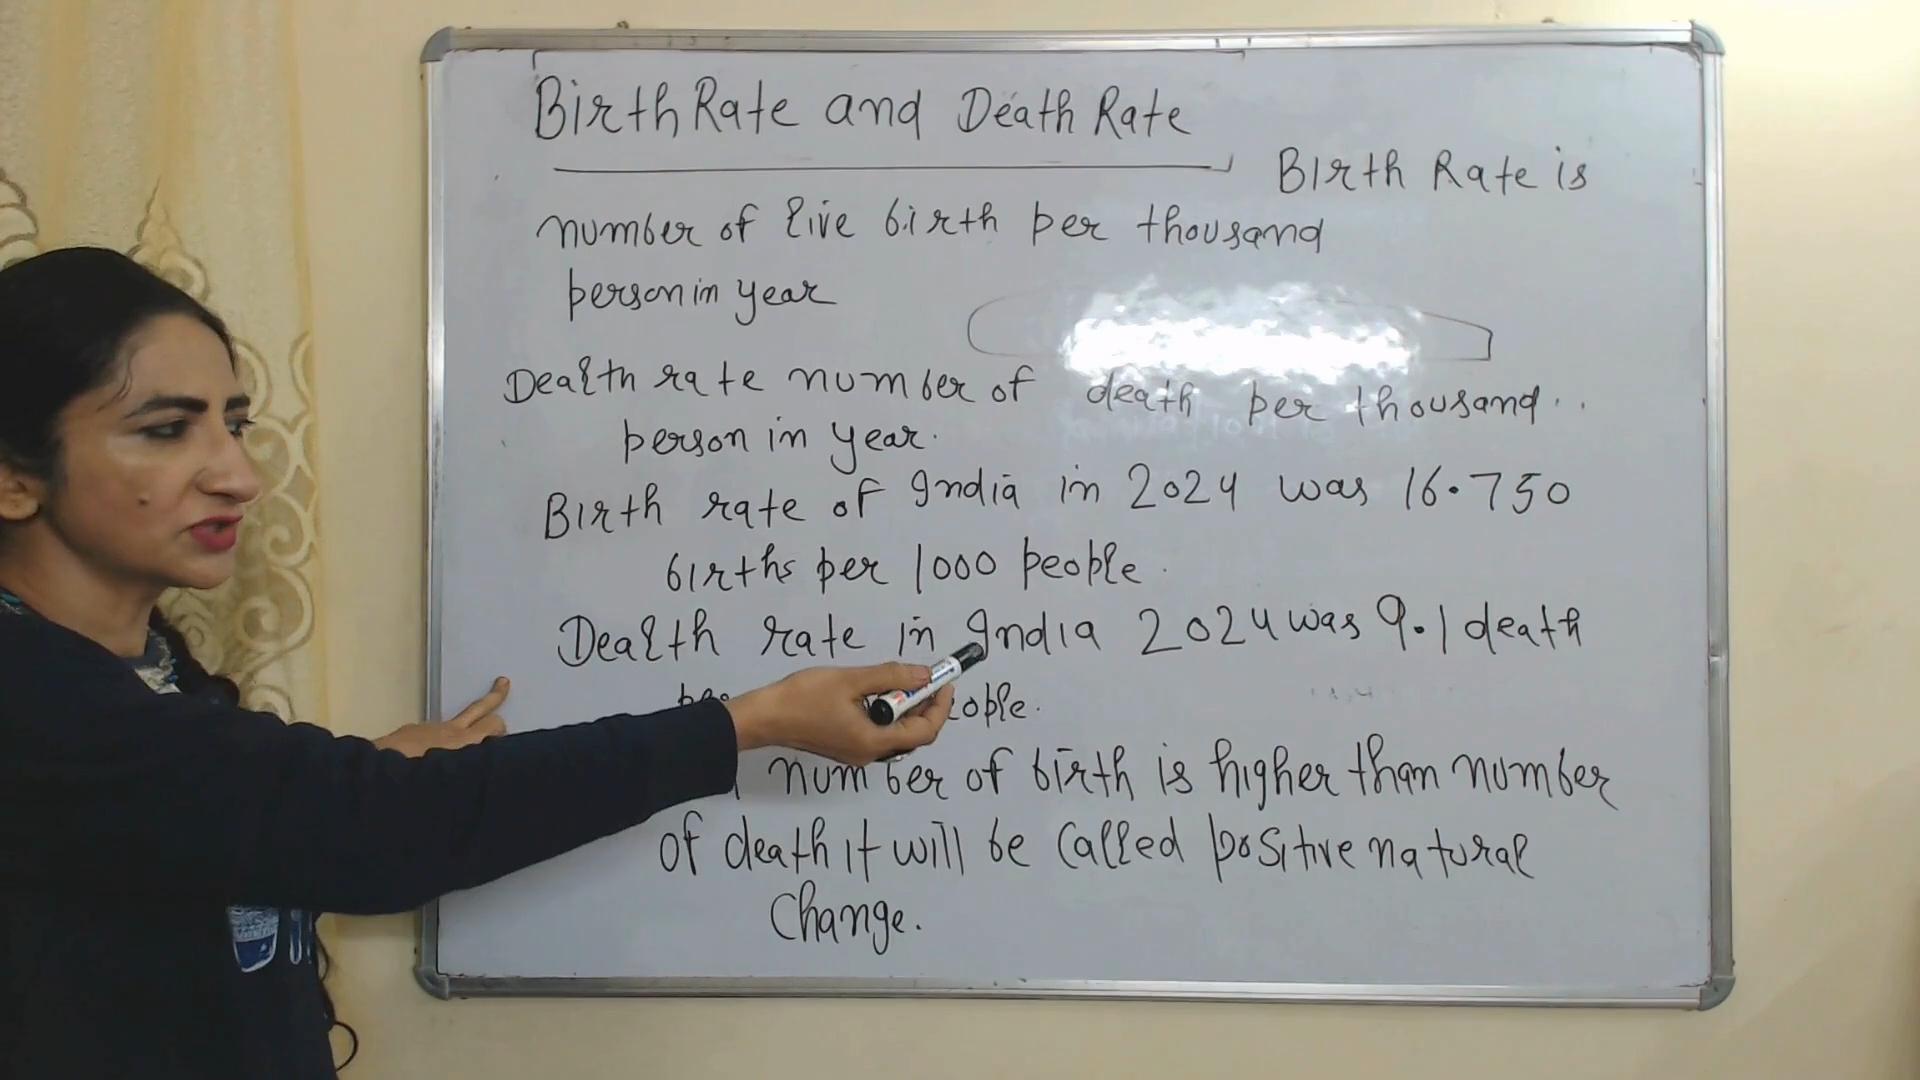 Birth Rate and Death Rate
Birth Rate is
number of live birth per thousand
person in year
Dealth rate number of death per thousand..
person in year.
Birth rate of India in 2024 was 16.750
births per 1000 people.
Dealth rate in India 2024 was 9.1 death
number of birth is higher than number
of death it will be called positive natural
Change.